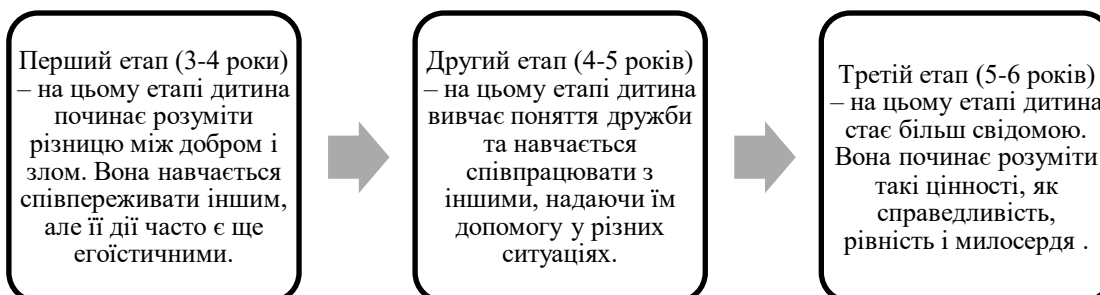 Перший етап (3-4 роки)
– на цьому етапі дитина
починає розуміти
різницю між добром і
злом. Вона навчається
співпереживати іншим,
але її дії часто є ще
егоїстичними.
Другий етап (4-5 років)
– на цьому етапі дитина
вивчає поняття дружби
та навчається
співпрацювати з
іншими, надаючи їм
допомогу у різних
ситуаціях.
Третій етап (5-6 років)
– на цьому етапі дитина
стає більш свідомою.
Вона починає розуміти
такі цінності, як
справедливість,
рівність і милосердя .